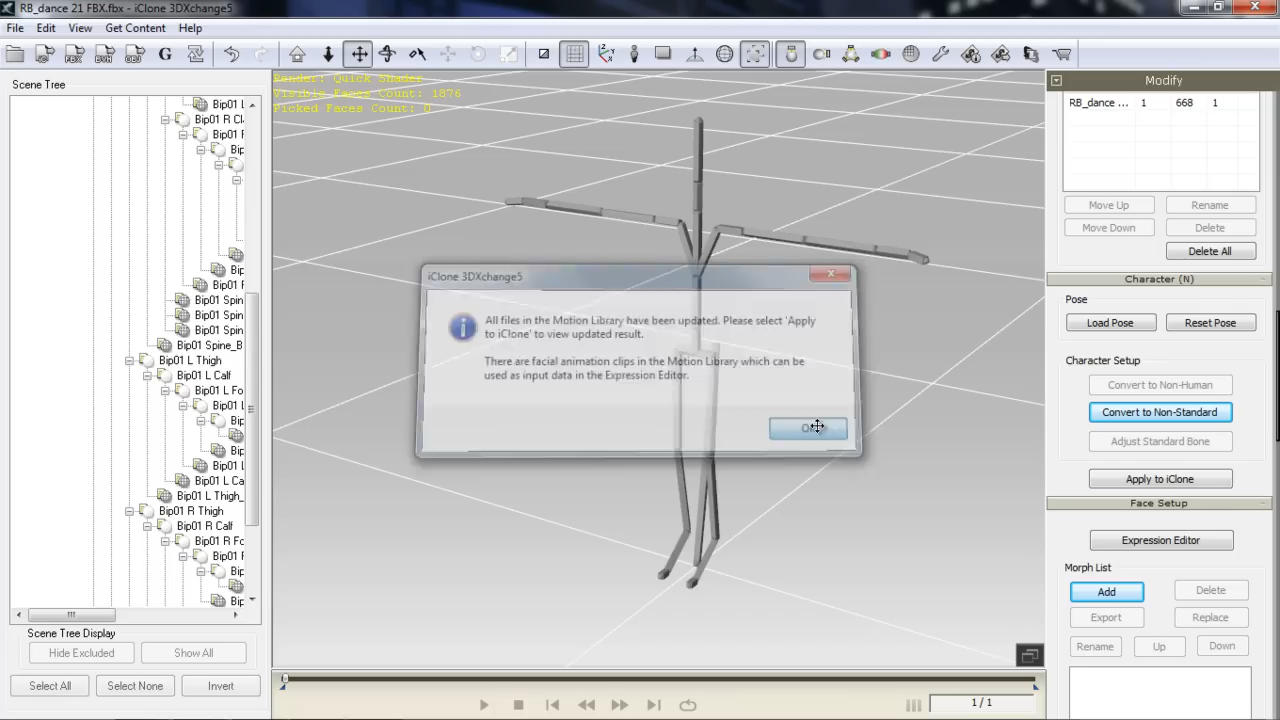 RB_dance 21 FBX.fbx - iClone 3DXchange5
File Edit View Get Content Help
Scene Tree
Bip01 L
Bip01 R Cl
Bip01 F
Bip
Bip
Bip01 F
Bip01 Spin
Bip01 Spin
Bip01 Spin
Bip01 Spine_B
Bip01 L Thigh
Bip01 L Calf
Bip01 L Fo
Bip01 L
Bip
Bip
Bip01 L
Bip01 L Ca
Bip01 L Thigh_
Bip01 R Thigh
Bip01 R Calf
Bip01 R Fo
Bip01 F
Bip
Bip
Scene Tree Display
Hide Excluded Show All
Select All Select None Invert
Render: Quick Shader
Visible Faces Count: 1876
Picked Faces Count: 0
iClone 3DXchange5
All files in the Motion Library have been updated. Please select 'Apply
to iClone' to view updated result.
There are facial animation clips in the Motion Library which can be
used as input data in the Expression Editor.
1 / 1
Modify
RB_dance ... 1 668 1
Move Up Rename
Move Down Delete
Delete All
Character (N)
Pose
Load Pose Reset Pose
Character Setup
Convert to Non-Human
Convert to Non-Standard
Adjust Standard Bone
Apply to iClone
Face Setup
Expression Editor
Morph List
Add Delete
Export Replace
Rename Up Down